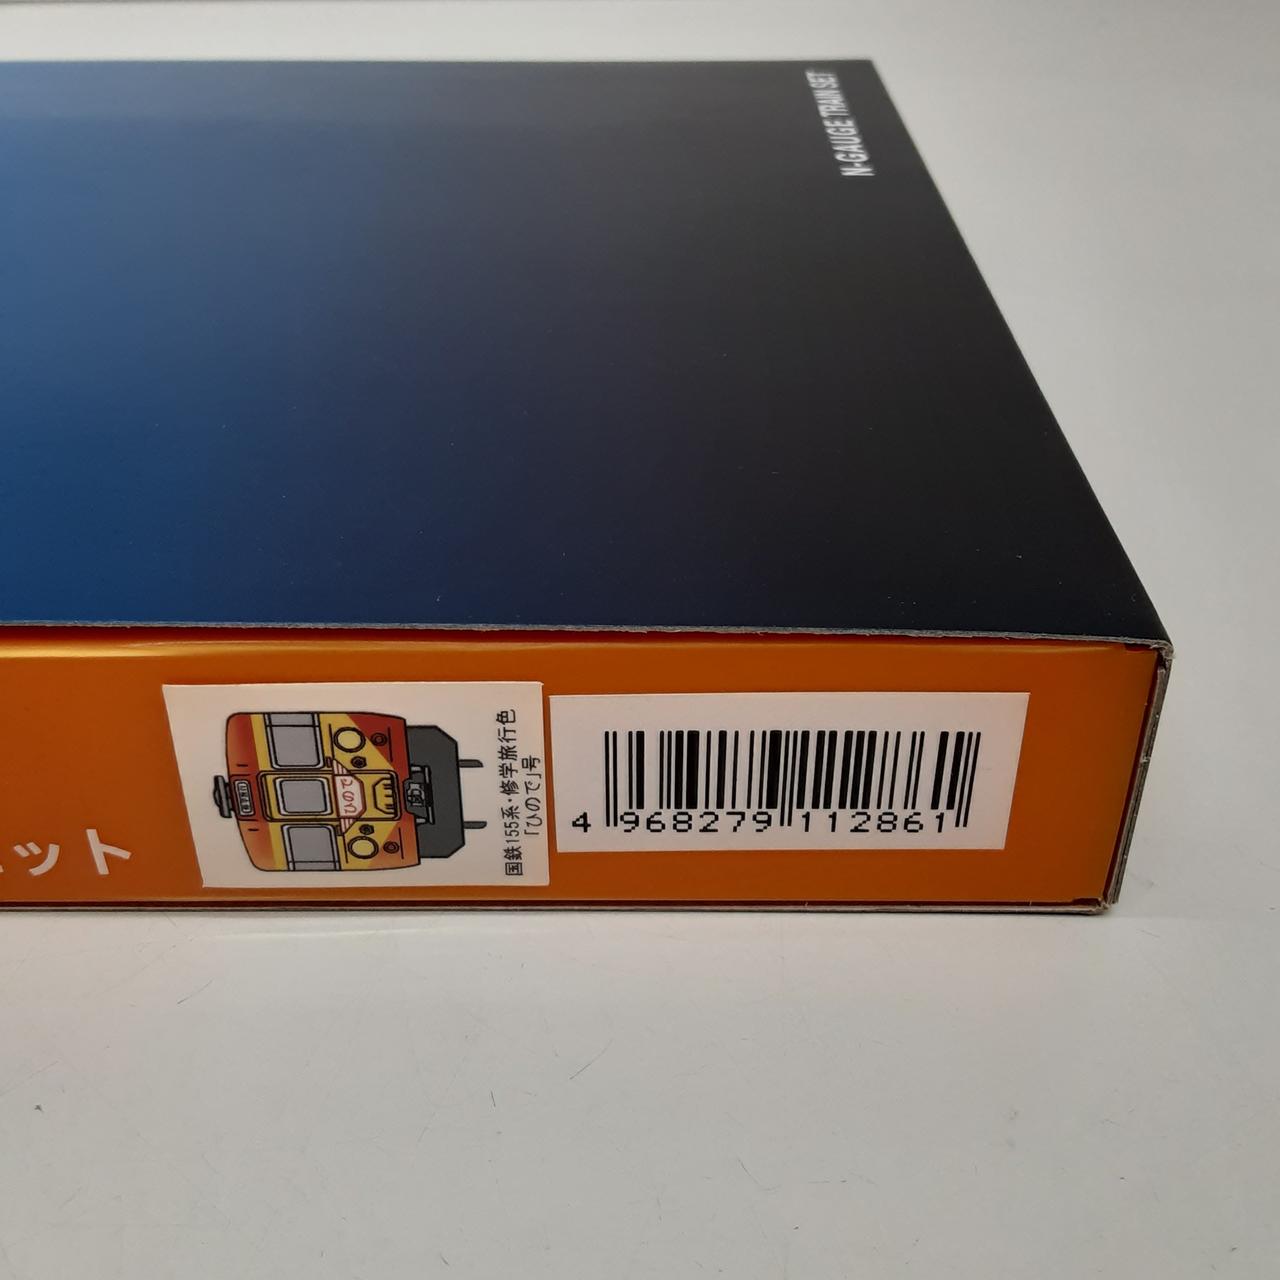 N-GAUGE TRAIN SET
ット
ひので
国鉄155系・修学旅行色
「ひので」号
4 968279 112861